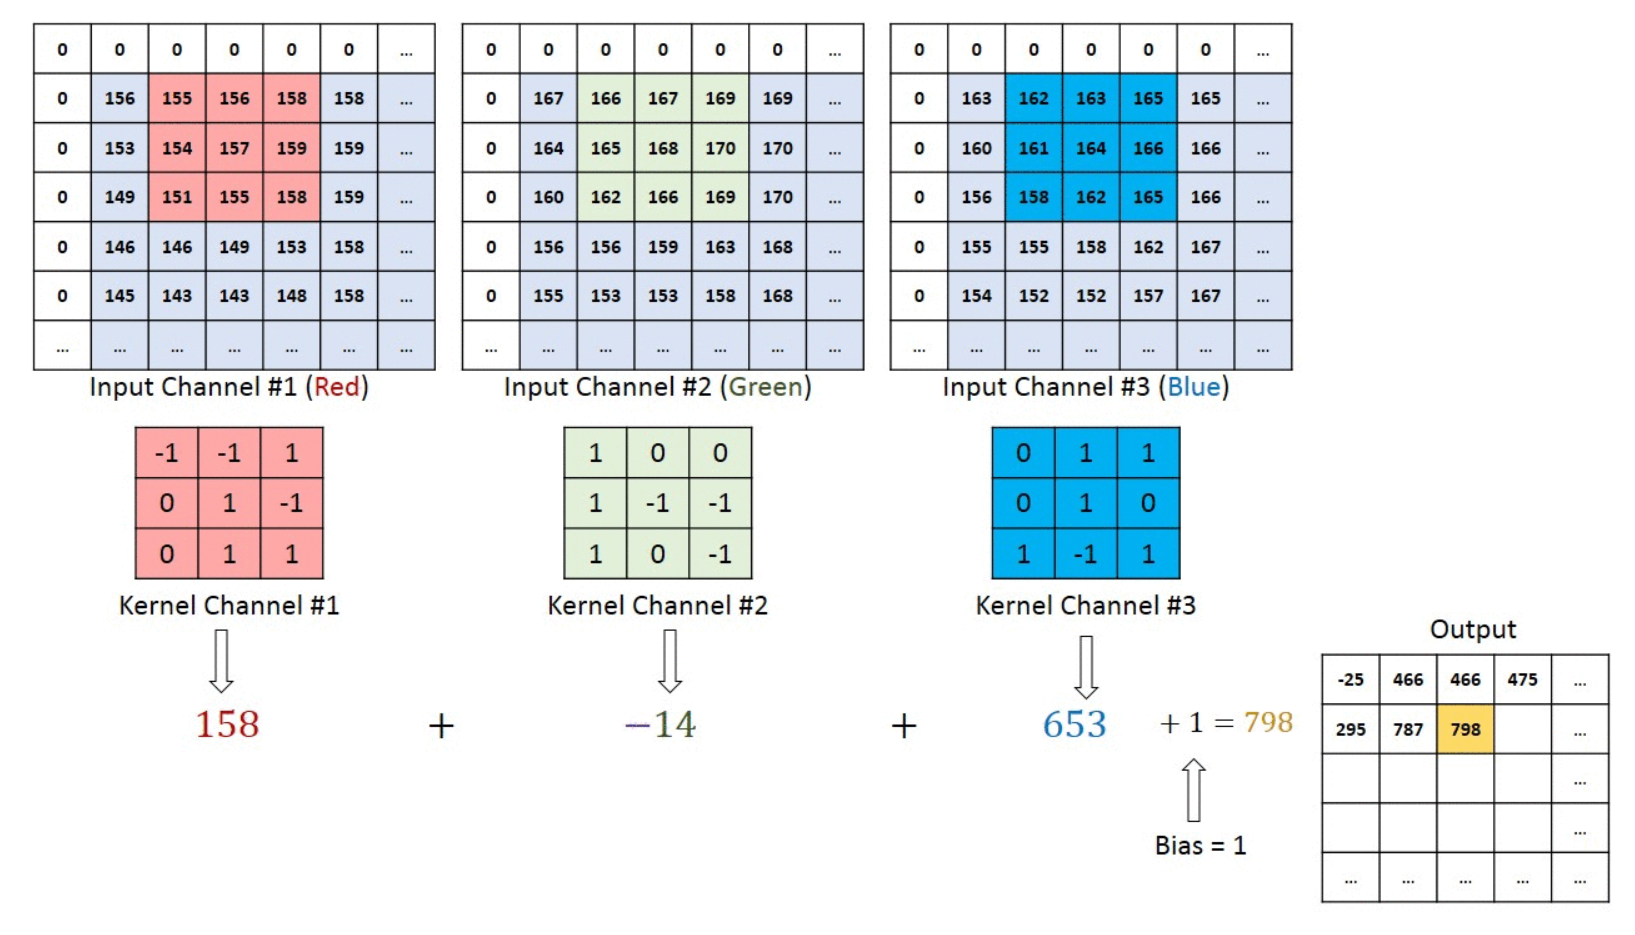 0 0 0 0 0 0 ... 0 0 0 0 0 0 ... 0 0 0 0 0 0 ...
0 156 155 156 158 158 ... 0 167 166 167 169 169 ... 0 163 162 163 165 165 ...
0 153 154 157 159 159 ... 0 164 165 168 170 170 ... 0 160 161 164 166 166 ...
0 149 151 155 158 159 ... 0 160 162 166 169 170 ... 0 156 158 162 165 166 ...
0 146 146 149 153 158 ... 0 156 156 159 163 168 ... 0 155 155 158 162 167 ...
0 145 143 143 148 158 ... 0 155 153 153 158 168 ... 0 154 152 152 157 167 ...
... ... ... ... ... ... ... ... ... ... ... ... ... ... ... ... ... ... ... ... ...
Input Channel #1 (Red) Input Channel #2 (Green) Input Channel #3 (Blue)
-1 -1 1 1 0 0 0 1 1
0 1 -1 1 -1 -1 0 1 0
0 1 1 1 0 -1 1 -1 1
Kernel Channel #1 Kernel Channel #2 Kernel Channel #3
158 + −14 + 653 + 1 = 798
Bias = 1
Output
-25 466 466 475 ...
295 787 798 ...
...
...
... ... ... ... ...